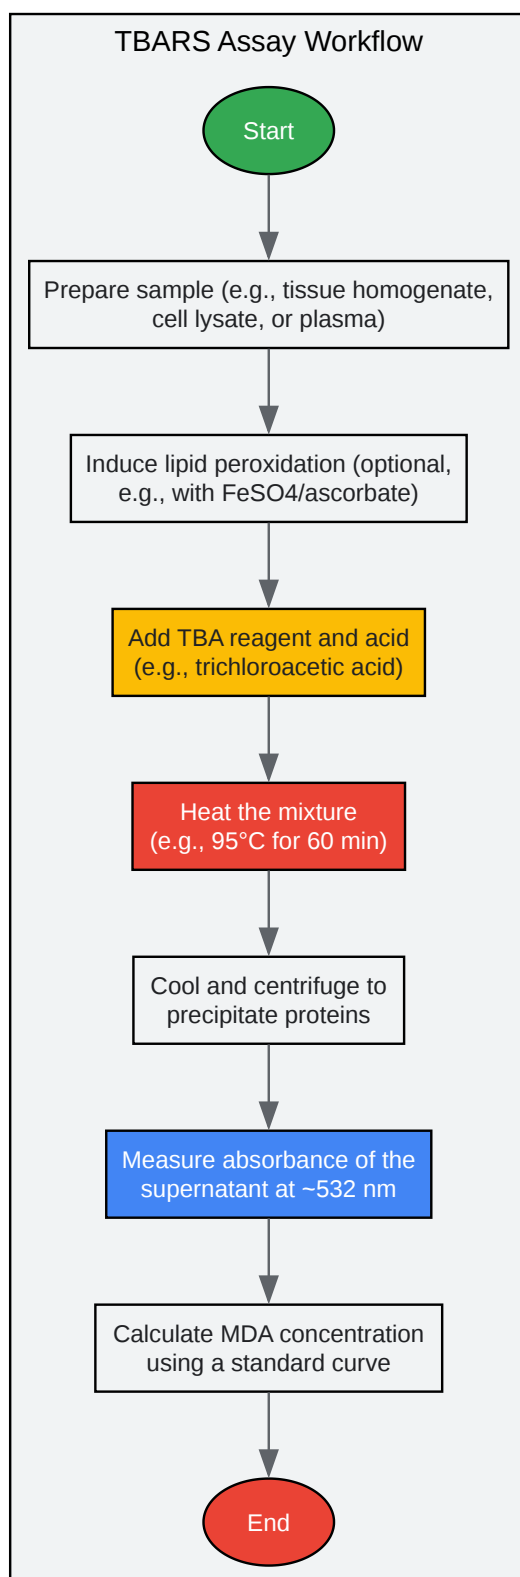 TBARS Assay Workflow
Start
Prepare sample (e.g., tissue homogenate,
cell lysate, or plasma)
Induce lipid peroxidation (optional,
e.g., with FeSO4/ascorbate)
Add TBA reagent and acid
(e.g., trichloroacetic acid)
Heat the mixture
(e.g., 95°C for 60 min)
Cool and centrifuge to
precipitate proteins
Measure absorbance of the
supernatant at ~532 nm
Calculate MDA concentration
using a standard curve
End